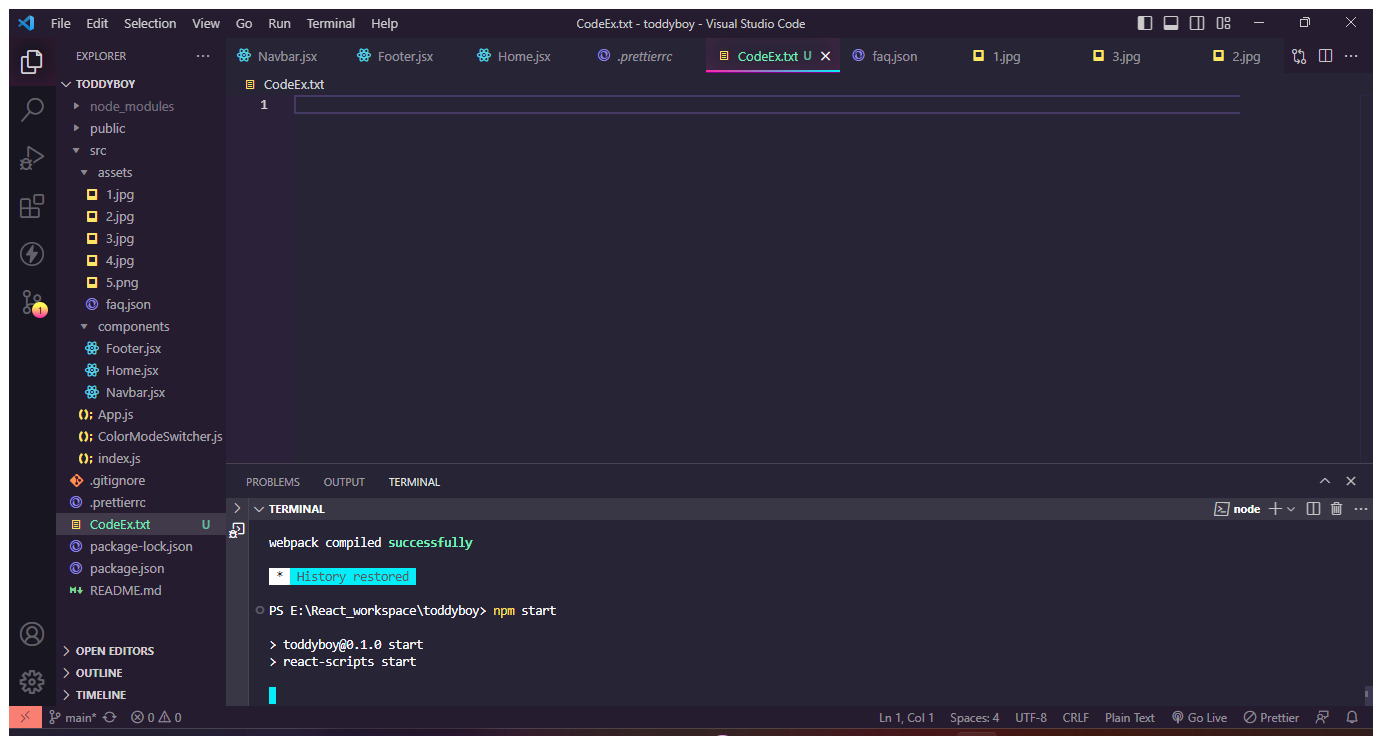 File Edit Selection View Go Run Terminal Help CodeEx.txt - toddyboy - Visual Studio Code
EXPLORER
TODDYBOY
node_modules
public
src
assets
1.jpg
2.jpg
3.jpg
4.jpg
5.png
faq.json
components
Footer.jsx
Home.jsx
Navbar.jsx
App.js
ColorModeSwitcher.js
index.js
.gitignore
.prettierrc
CodeEx.txt U
package-lock.json
package.json
README.md
OPEN EDITORS
OUTLINE
TIMELINE
1
Navbar.jsx Footer.jsx Home.jsx .prettierrc CodeEx.txt U faq.json 1.jpg 3.jpg 2.jpg
CodeEx.txt
1
PROBLEMS OUTPUT TERMINAL
TERMINAL node
webpack compiled successfully
* History restored
PS E:\React_workspace\toddyboy> npm start
> toddyboy@0.1.0 start
> react-scripts start
main* 0 0 Ln 1, Col 1 Spaces: 4 UTF-8 CRLF Plain Text Go Live Prettier